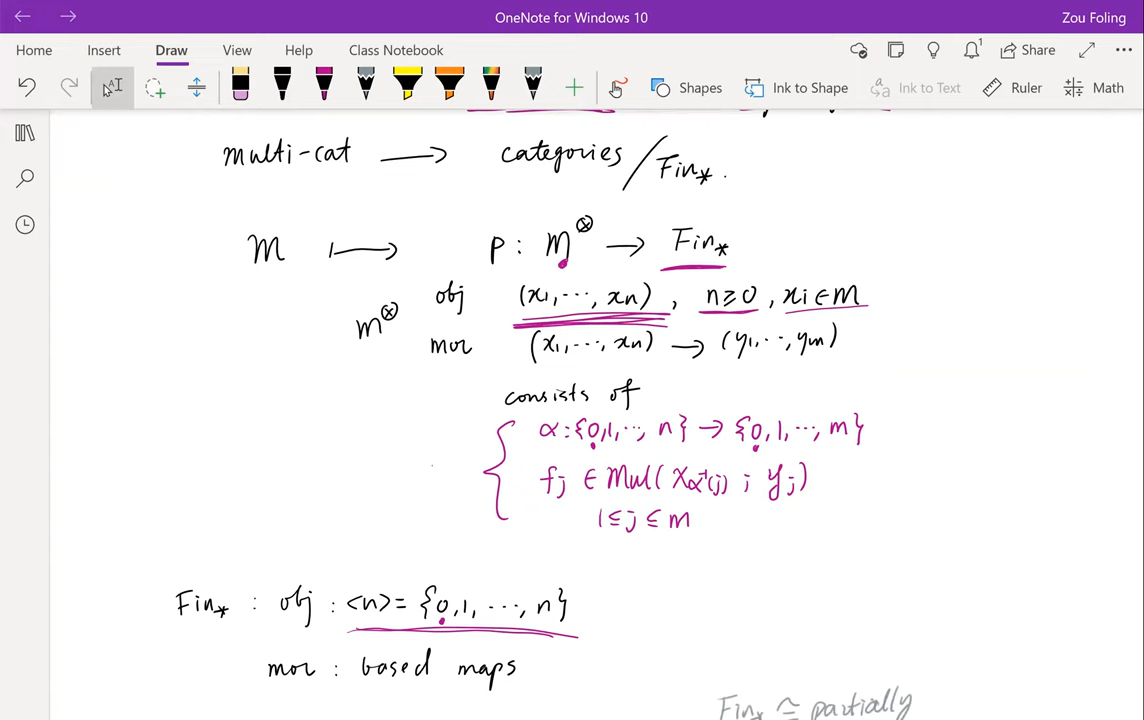 OneNote for Windows 10
Zou Foling
Home Insert Draw View Help Class Notebook
1 Share
Shapes Ink to Shape Ink to Text Ruler Math
multi-cat ⟶ categories / Fin*.
M ⟼ P : M^⊗ → Fin*
M^⊗ obj (x1, ⋯, xn), n≥0, xi ∈ M
mor (x1, ⋯, xn) → (y1, ⋯, ym)
consists of
α : {0,1, ⋯, n} → {0,1, ⋯, m}
fj ∈ Mul( Xα⁻¹(j) ; Yj )
1 ≤ j ≤ m
Fin* : obj : <n> = {0,1, ⋯, n}
mor : based maps
Fin* ≅ partially